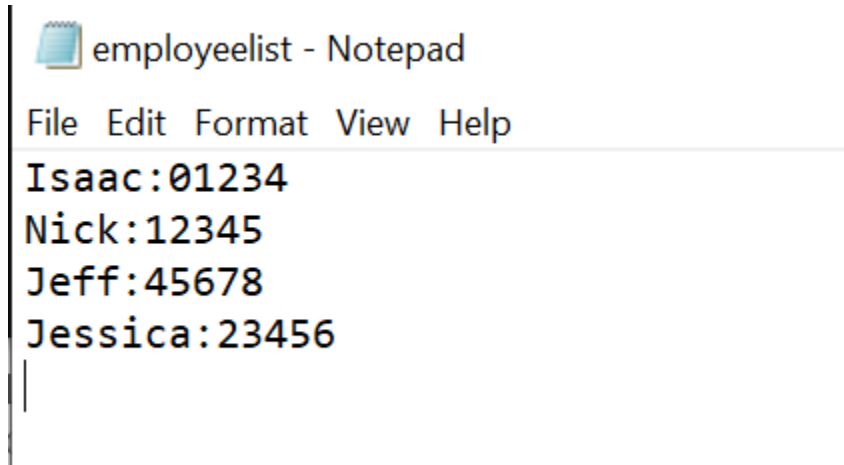 employeelist - Notepad
File Edit Format View Help
Isaac:01234
Nick:12345
Jeff:45678
Jessica:23456